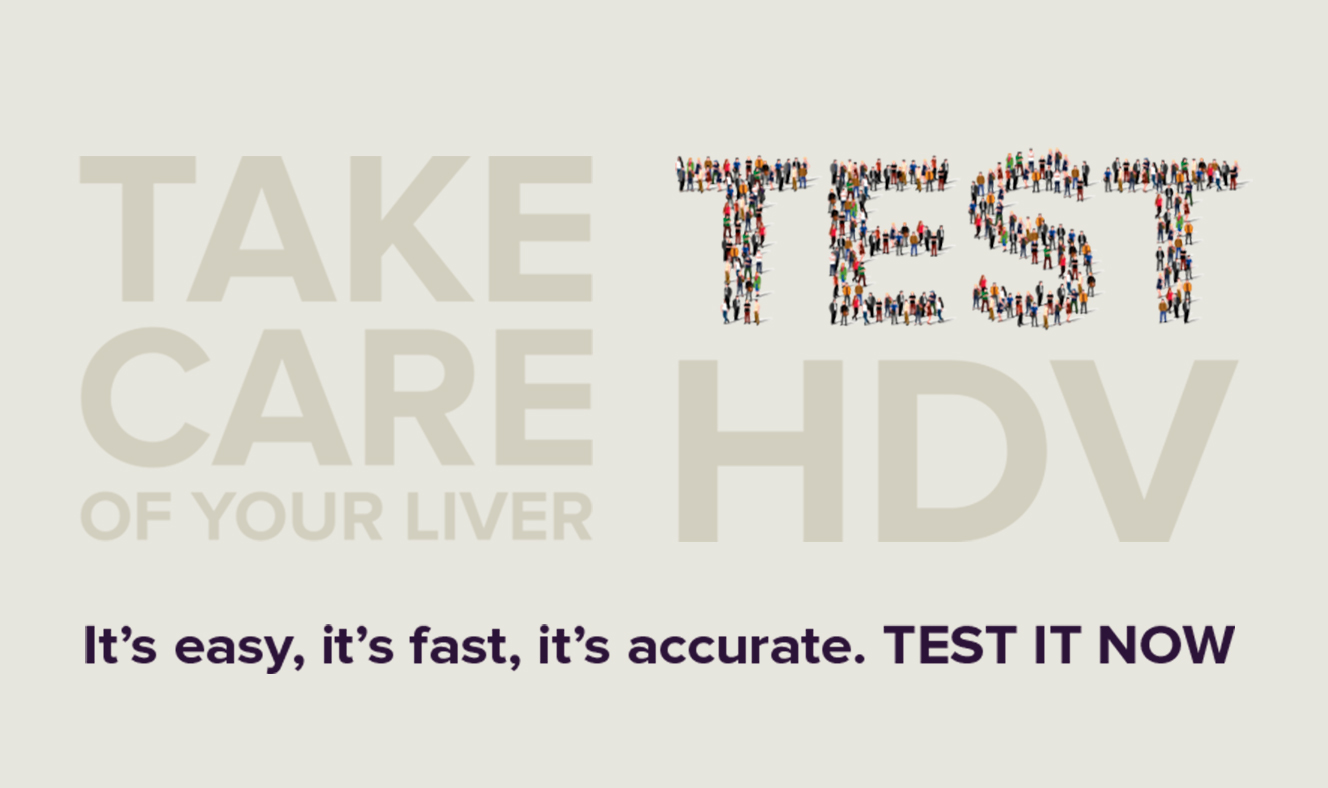 TAKE
CARE
OF YOUR LIVER
TEST
HDV
It's easy, it's fast, it's accurate. TEST IT NOW